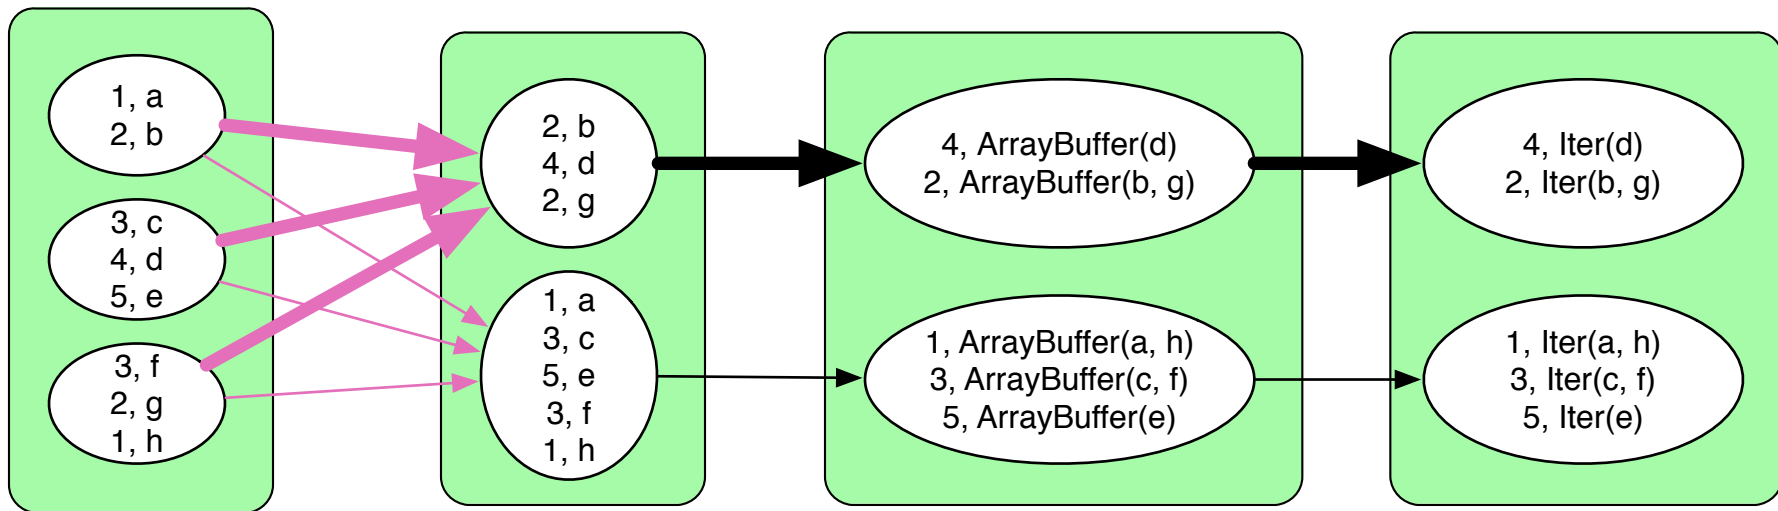 1, a
2, b
3, c
4, d
5, e
3, f
2, g
1, h
2, b
4, d
2, g
1, a
3, c
5, e
3, f
1, h
4, ArrayBuffer(d)
2, ArrayBuffer(b, g)
1, ArrayBuffer(a, h)
3, ArrayBuffer(c, f)
5, ArrayBuffer(e)
4, Iter(d)
2, Iter(b, g)
1, Iter(a, h)
3, Iter(c, f)
5, Iter(e)